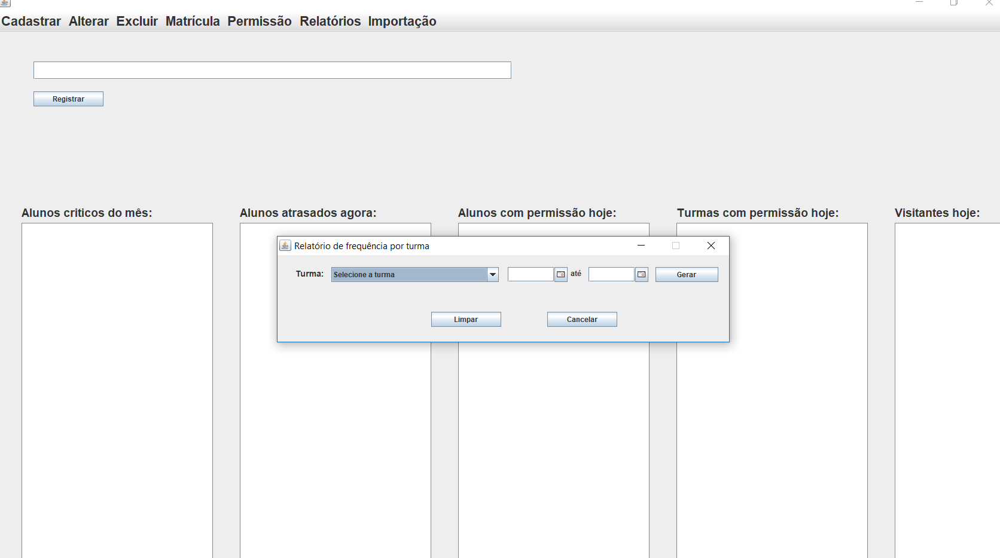 Cadastrar Alterar Excluir Matrícula Permissão Relatórios Importação
Registrar
Alunos criticos do mês: Alunos atrasados agora: Alunos com permissão hoje: Turmas com permissão hoje: Visitantes hoje:
Relatório de frequência por turma
Turma: Selecione a turma até Gerar
Limpar Cancelar